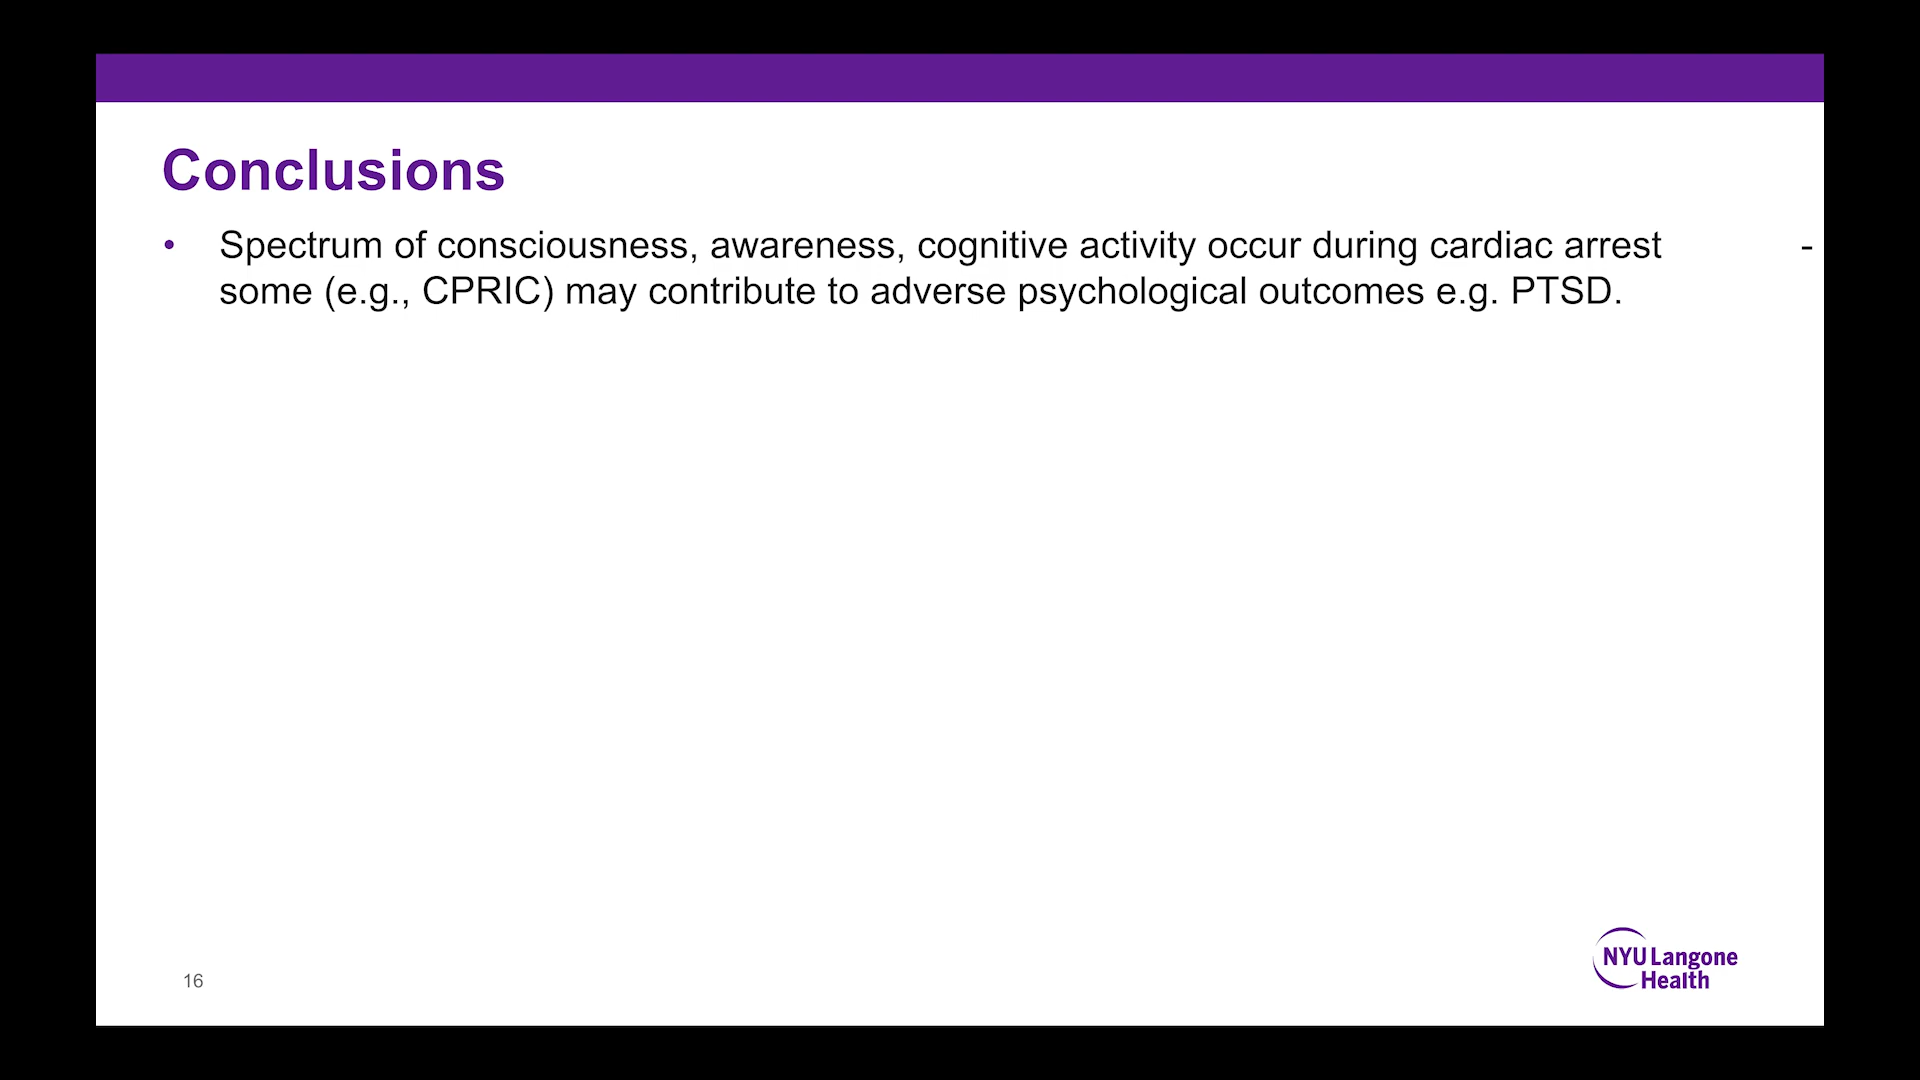 Conclusions
• Spectrum of consciousness, awareness, cognitive activity occur during cardiac arrest -
some (e.g., CPRIC) may contribute to adverse psychological outcomes e.g. PTSD.
16
NYU Langone
Health